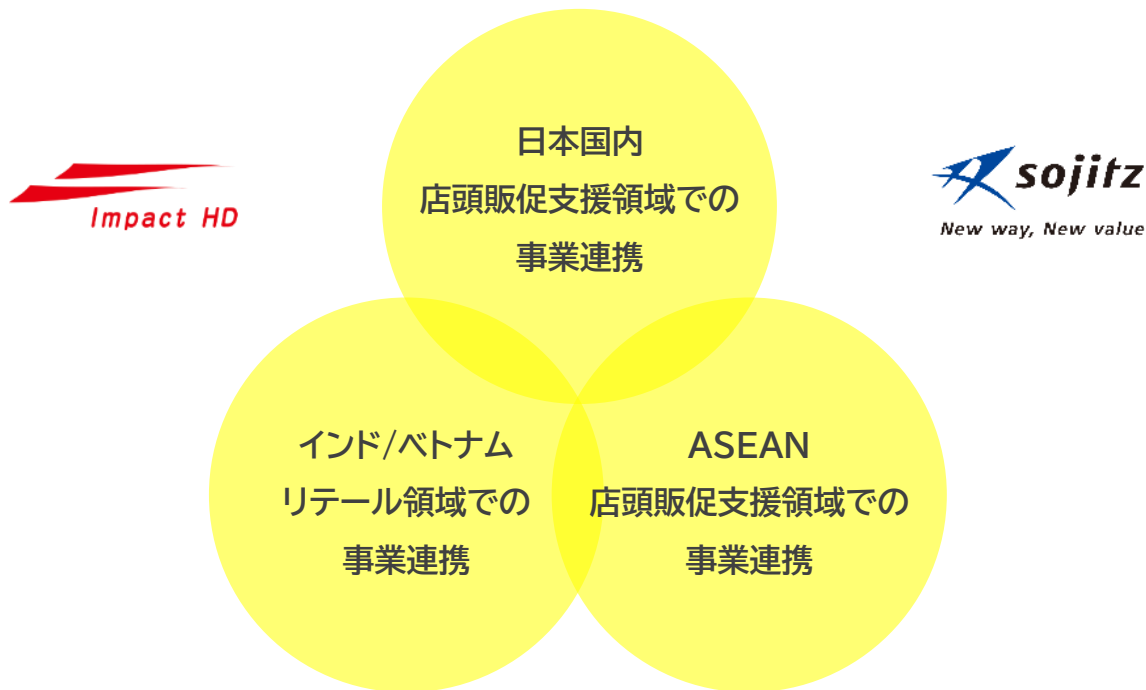 日本国内
店頭販促支援領域での
事業連携
Impact HD
sojitz
New way, New value
インド/ベトナム
リテール領域での
事業連携
ASEAN
店頭販促支援領域での
事業連携